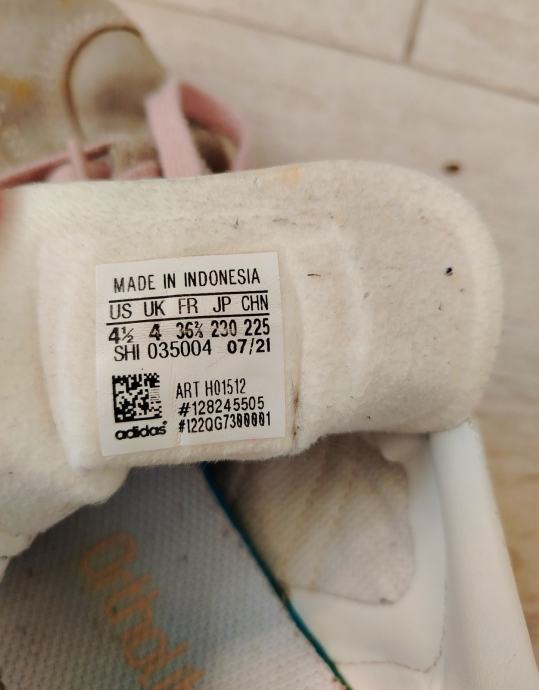 MADE IN INDONESIA
US UK FR JP CHN
4½ 4 36⅔ 230 225
SHI 035004 07/21
ART H01512
#128245505
#I22QG7300001
adidas
Ortholite